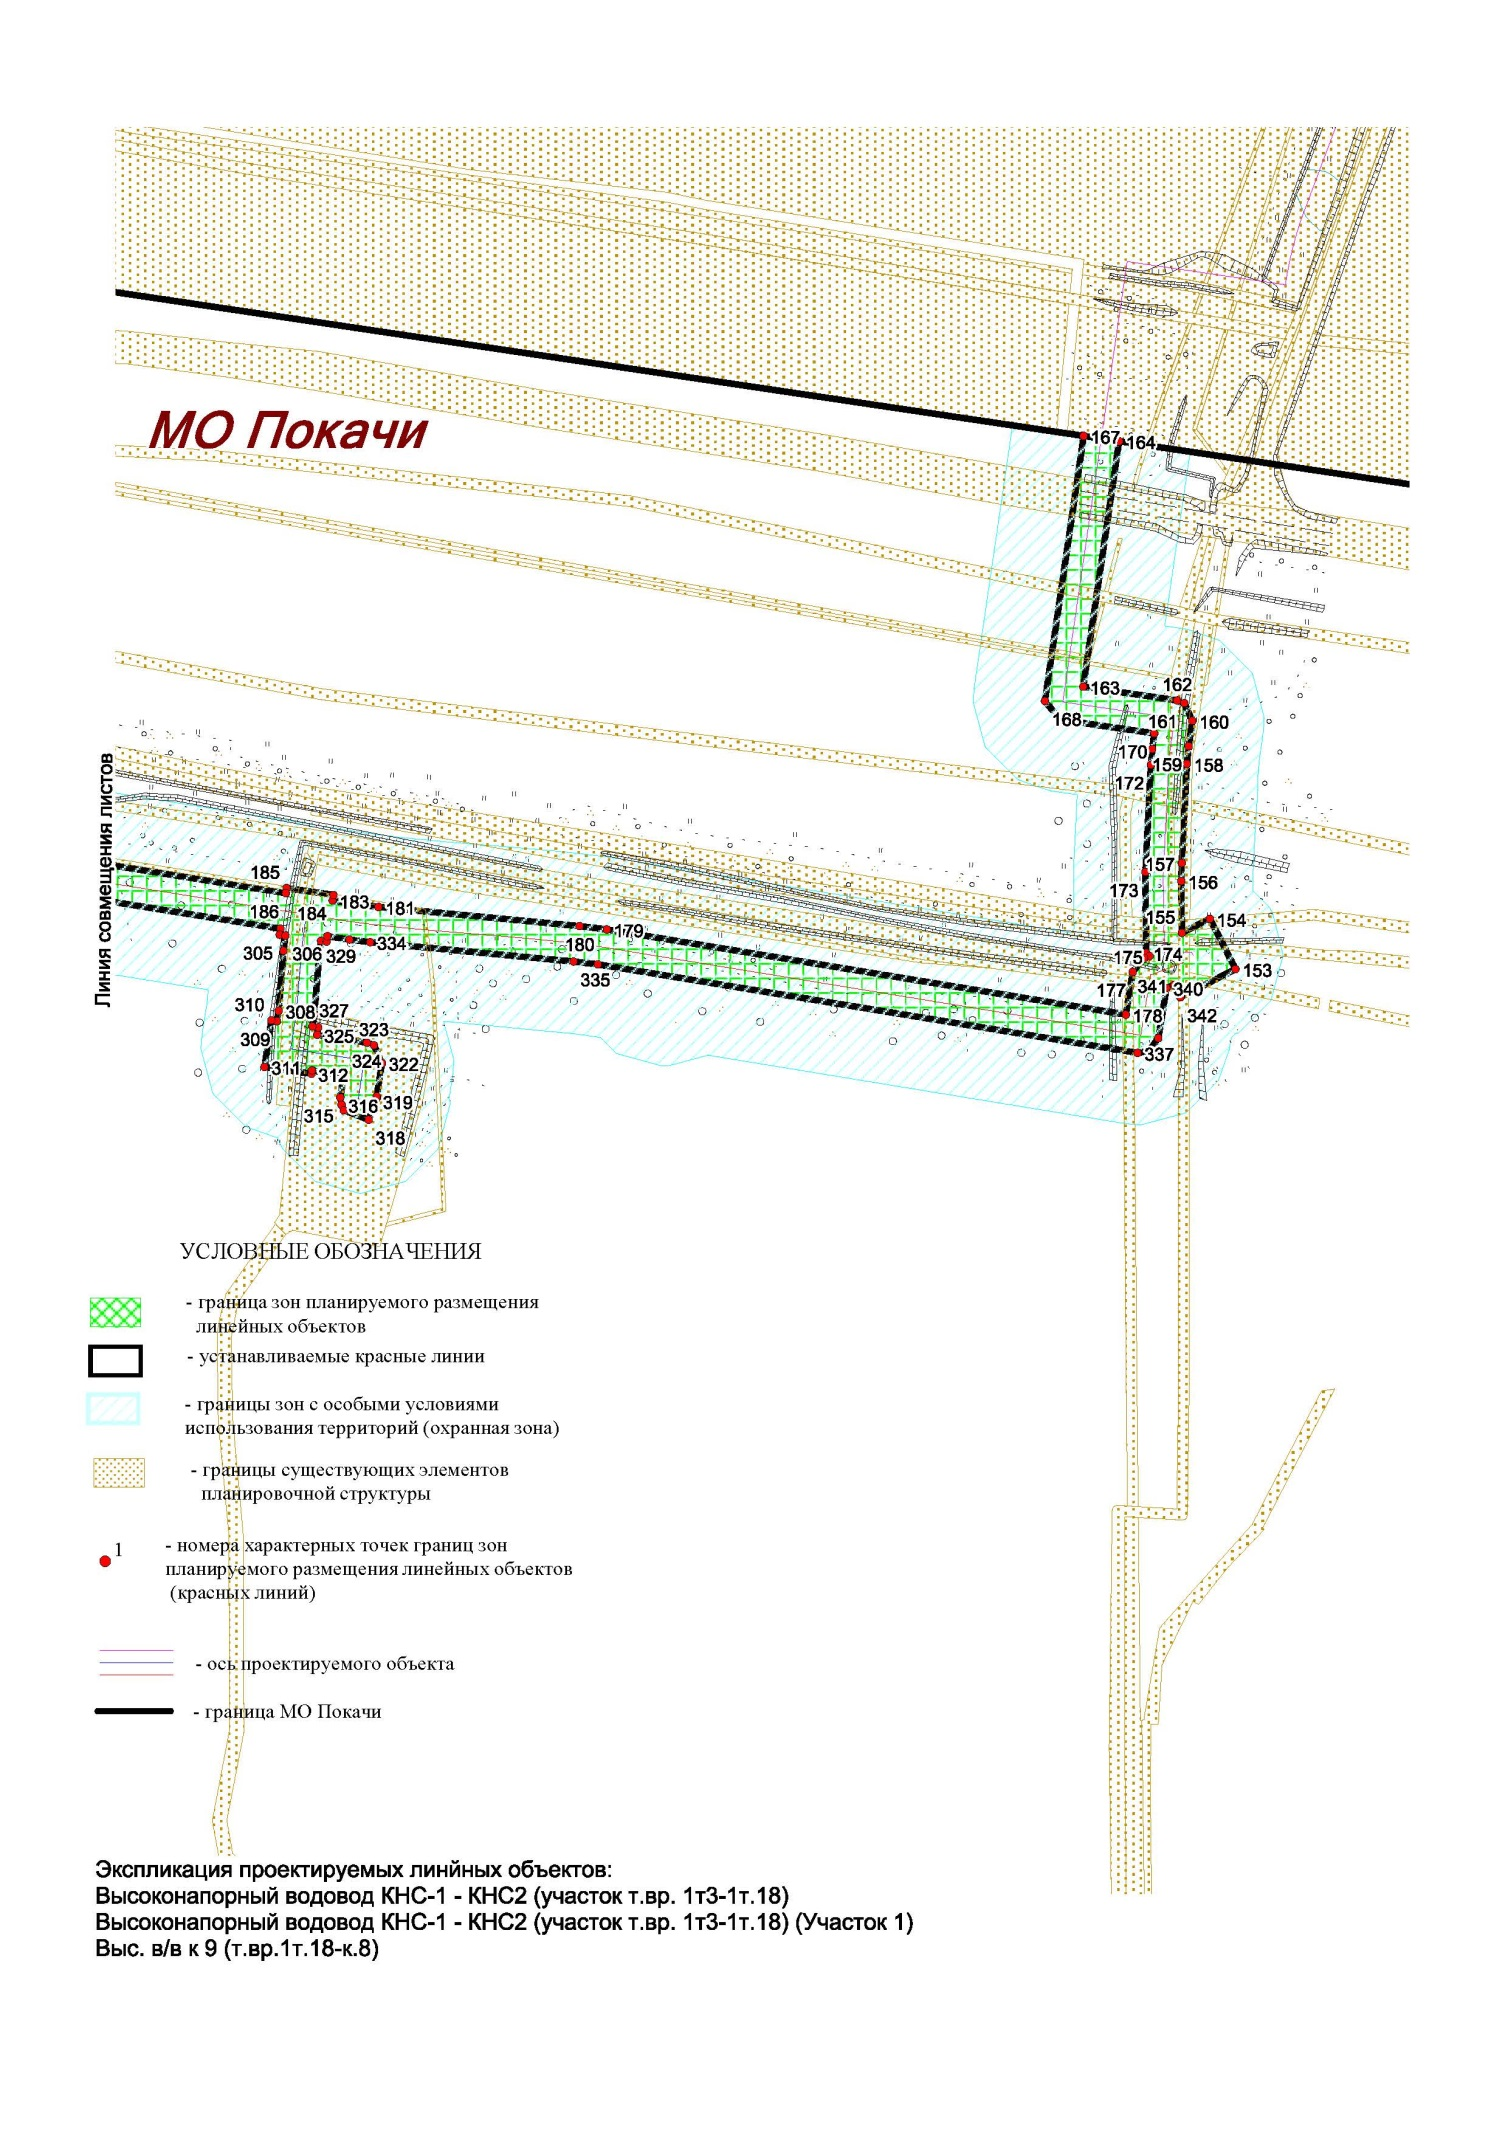 МО Покачи
167
164
163
162
168
161
160
170
159
158
172
Линия совмещения листов
157
185
173
156
183
186
184
181
155
154
179
334
180
305
306
329
175
174
153
335
177
341
340
310
308
327
178
342
325
323
309
337
324
322
311
312
319
315
316
318
УСЛОВНЫЕ ОБОЗНАЧЕНИЯ
- граница зон планируемого размещения
линейных объектов
- устанавливаемые красные линии
- границы зон с особыми условиями
использования территорий (охранная зона)
- границы существующих элементов
планировочной структуры
1
- номера характерных точек границ зон
планируемого размещения линейных объектов
(красных линий)
- ось проектируемого объекта
- граница МО Покачи
Экспликация проектируемых линйных объектов:
Высоконапорный водовод КНС-1 - КНС2 (участок т.вр. 1т3-1т.18)
Высоконапорный водовод КНС-1 - КНС2 (участок т.вр. 1т3-1т.18) (Участок 1)
Выс. в/в к 9 (т.вр.1т.18-к.8)